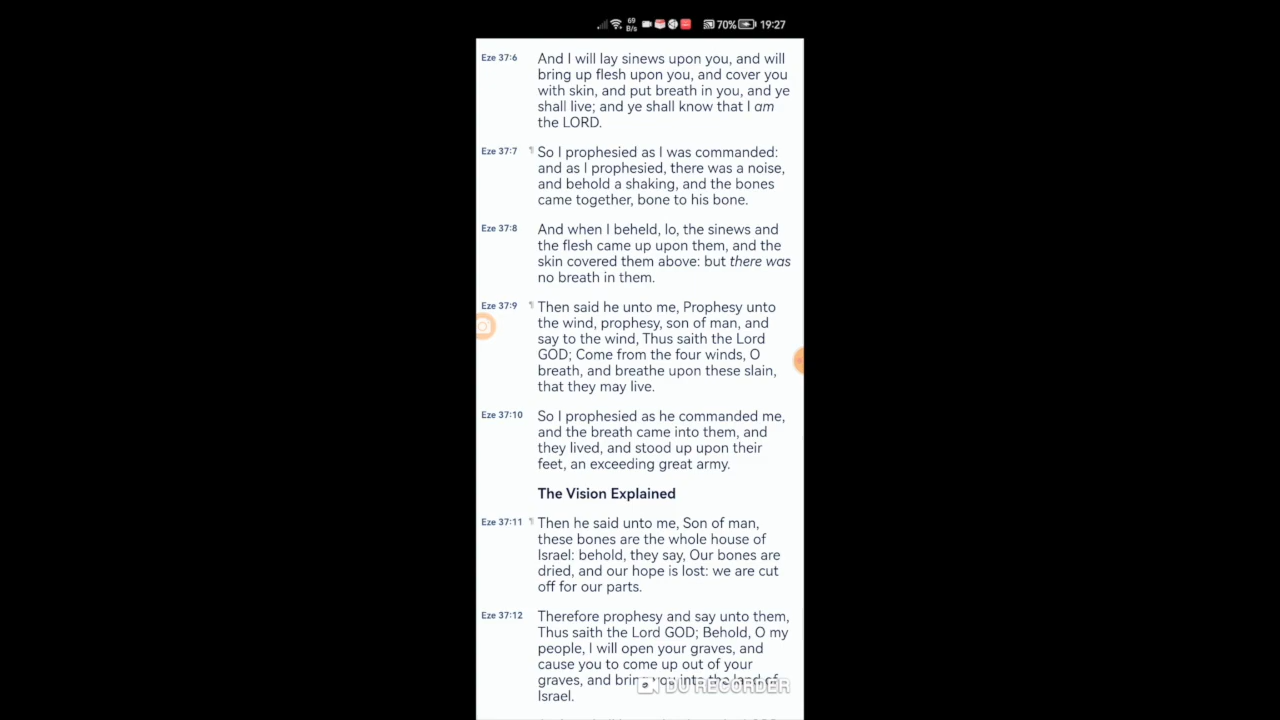 69
B/s
70%
19:27
Eze 37:6
And I will lay sinews upon you, and will
bring up flesh upon you, and cover you
with skin, and put breath in you, and ye
shall live; and ye shall know that I am
the LORD.
Eze 37:7
¶ So I prophesied as I was commanded:
and as I prophesied, there was a noise,
and behold a shaking, and the bones
came together, bone to his bone.
Eze 37:8
And when I beheld, lo, the sinews and
the flesh came up upon them, and the
skin covered them above: but there was
no breath in them.
Eze 37:9
¶ Then said he unto me, Prophesy unto
the wind, prophesy, son of man, and
say to the wind, Thus saith the Lord
GOD; Come from the four winds, O
breath, and breathe upon these slain,
that they may live.
Eze 37:10
So I prophesied as he commanded me,
and the breath came into them, and
they lived, and stood up upon their
feet, an exceeding great army.
The Vision Explained
Eze 37:11
¶ Then he said unto me, Son of man,
these bones are the whole house of
Israel: behold, they say, Our bones are
dried, and our hope is lost: we are cut
off for our parts.
Eze 37:12
Therefore prophesy and say unto them,
Thus saith the Lord GOD; Behold, O my
people, I will open your graves, and
cause you to come up out of your
graves, and bring you into the land of
Israel.
DU RECORDER